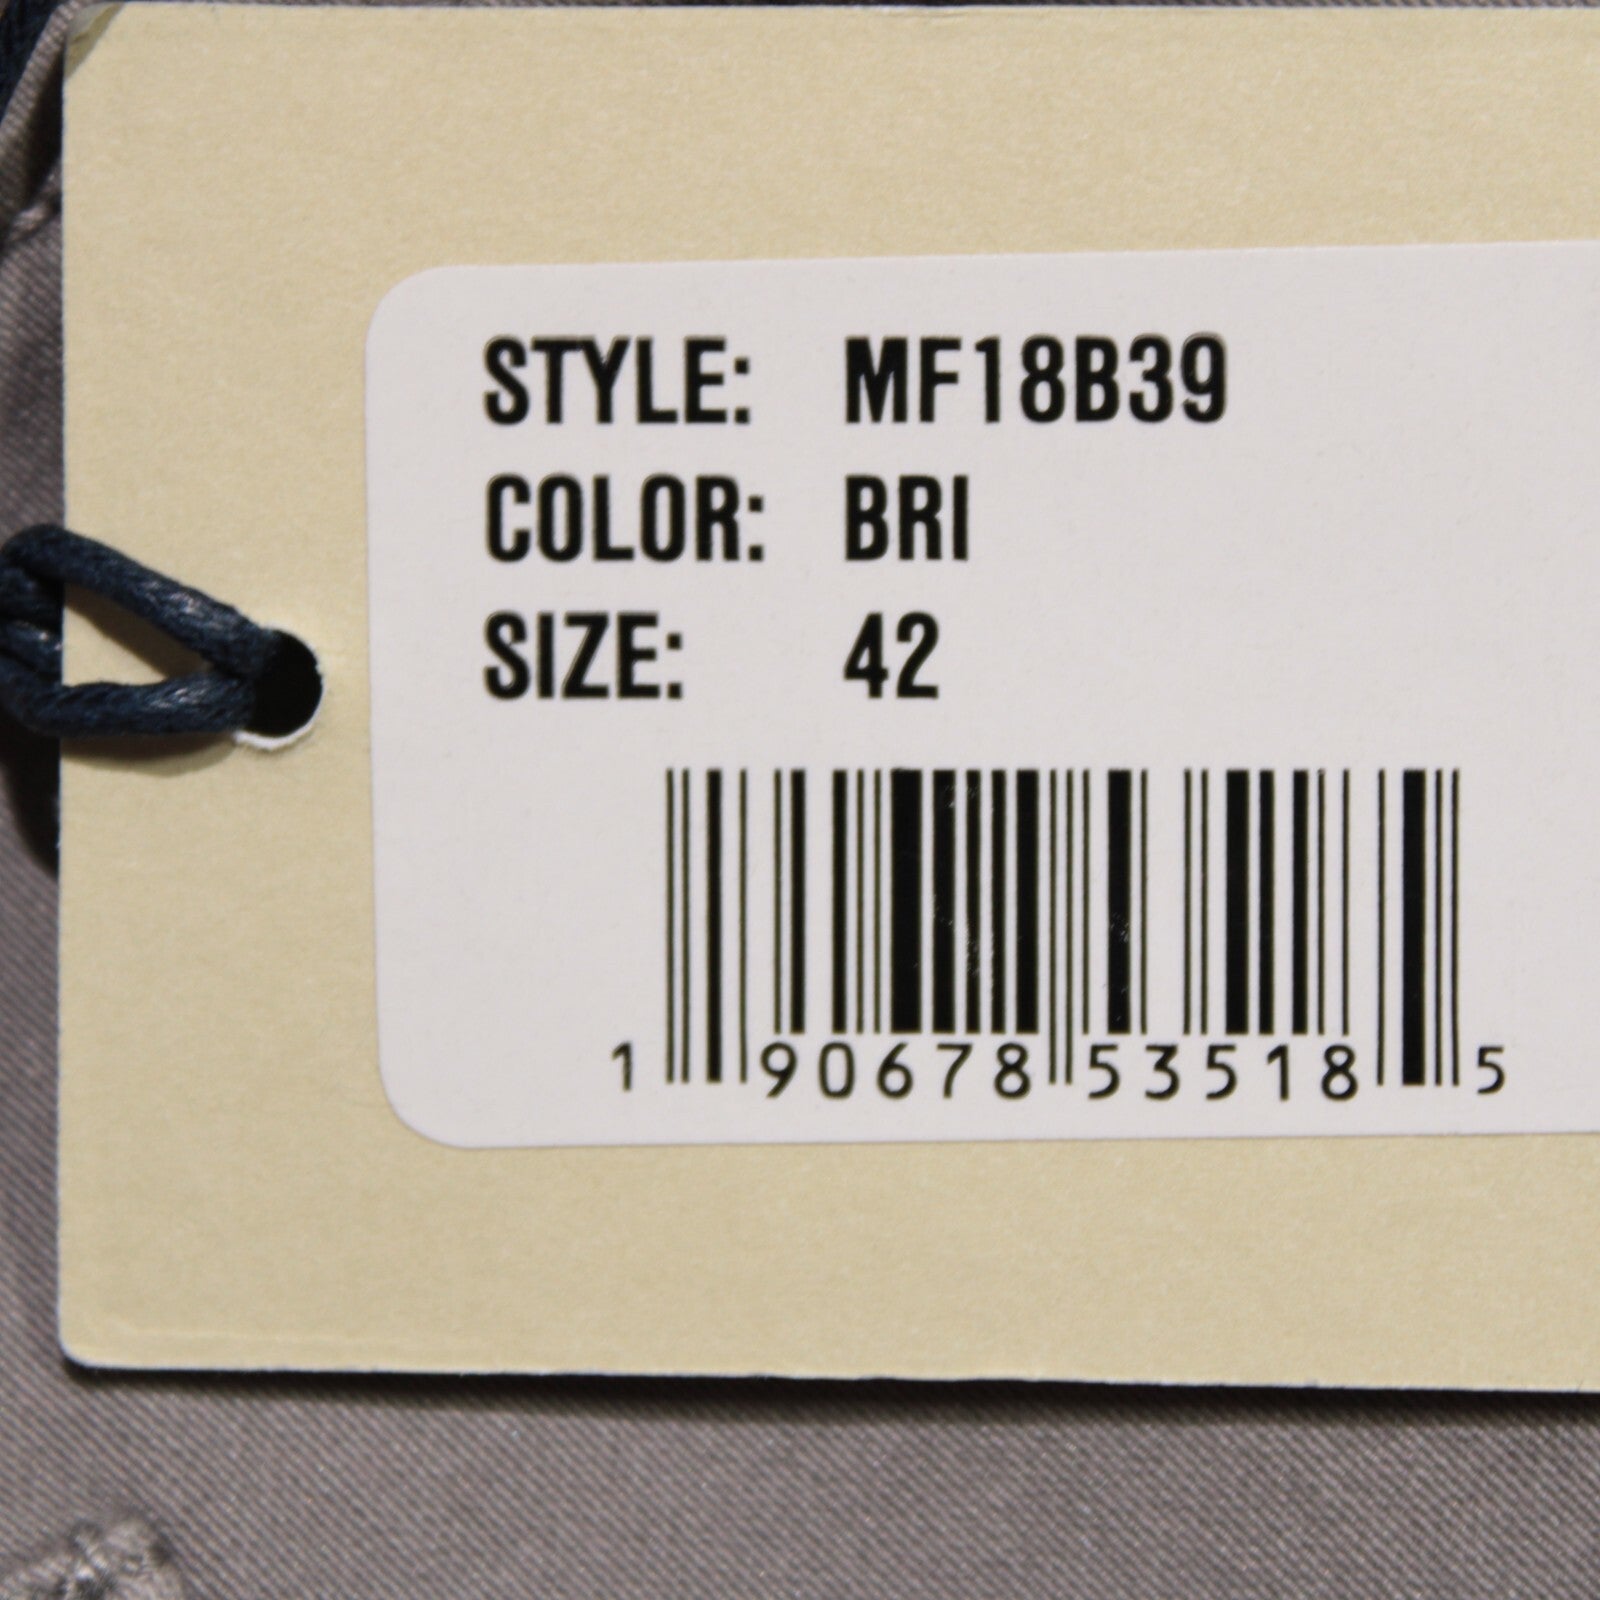 STYLE: MF18B39
COLOR: BRI
SIZE: 42
1 90678 53518 5